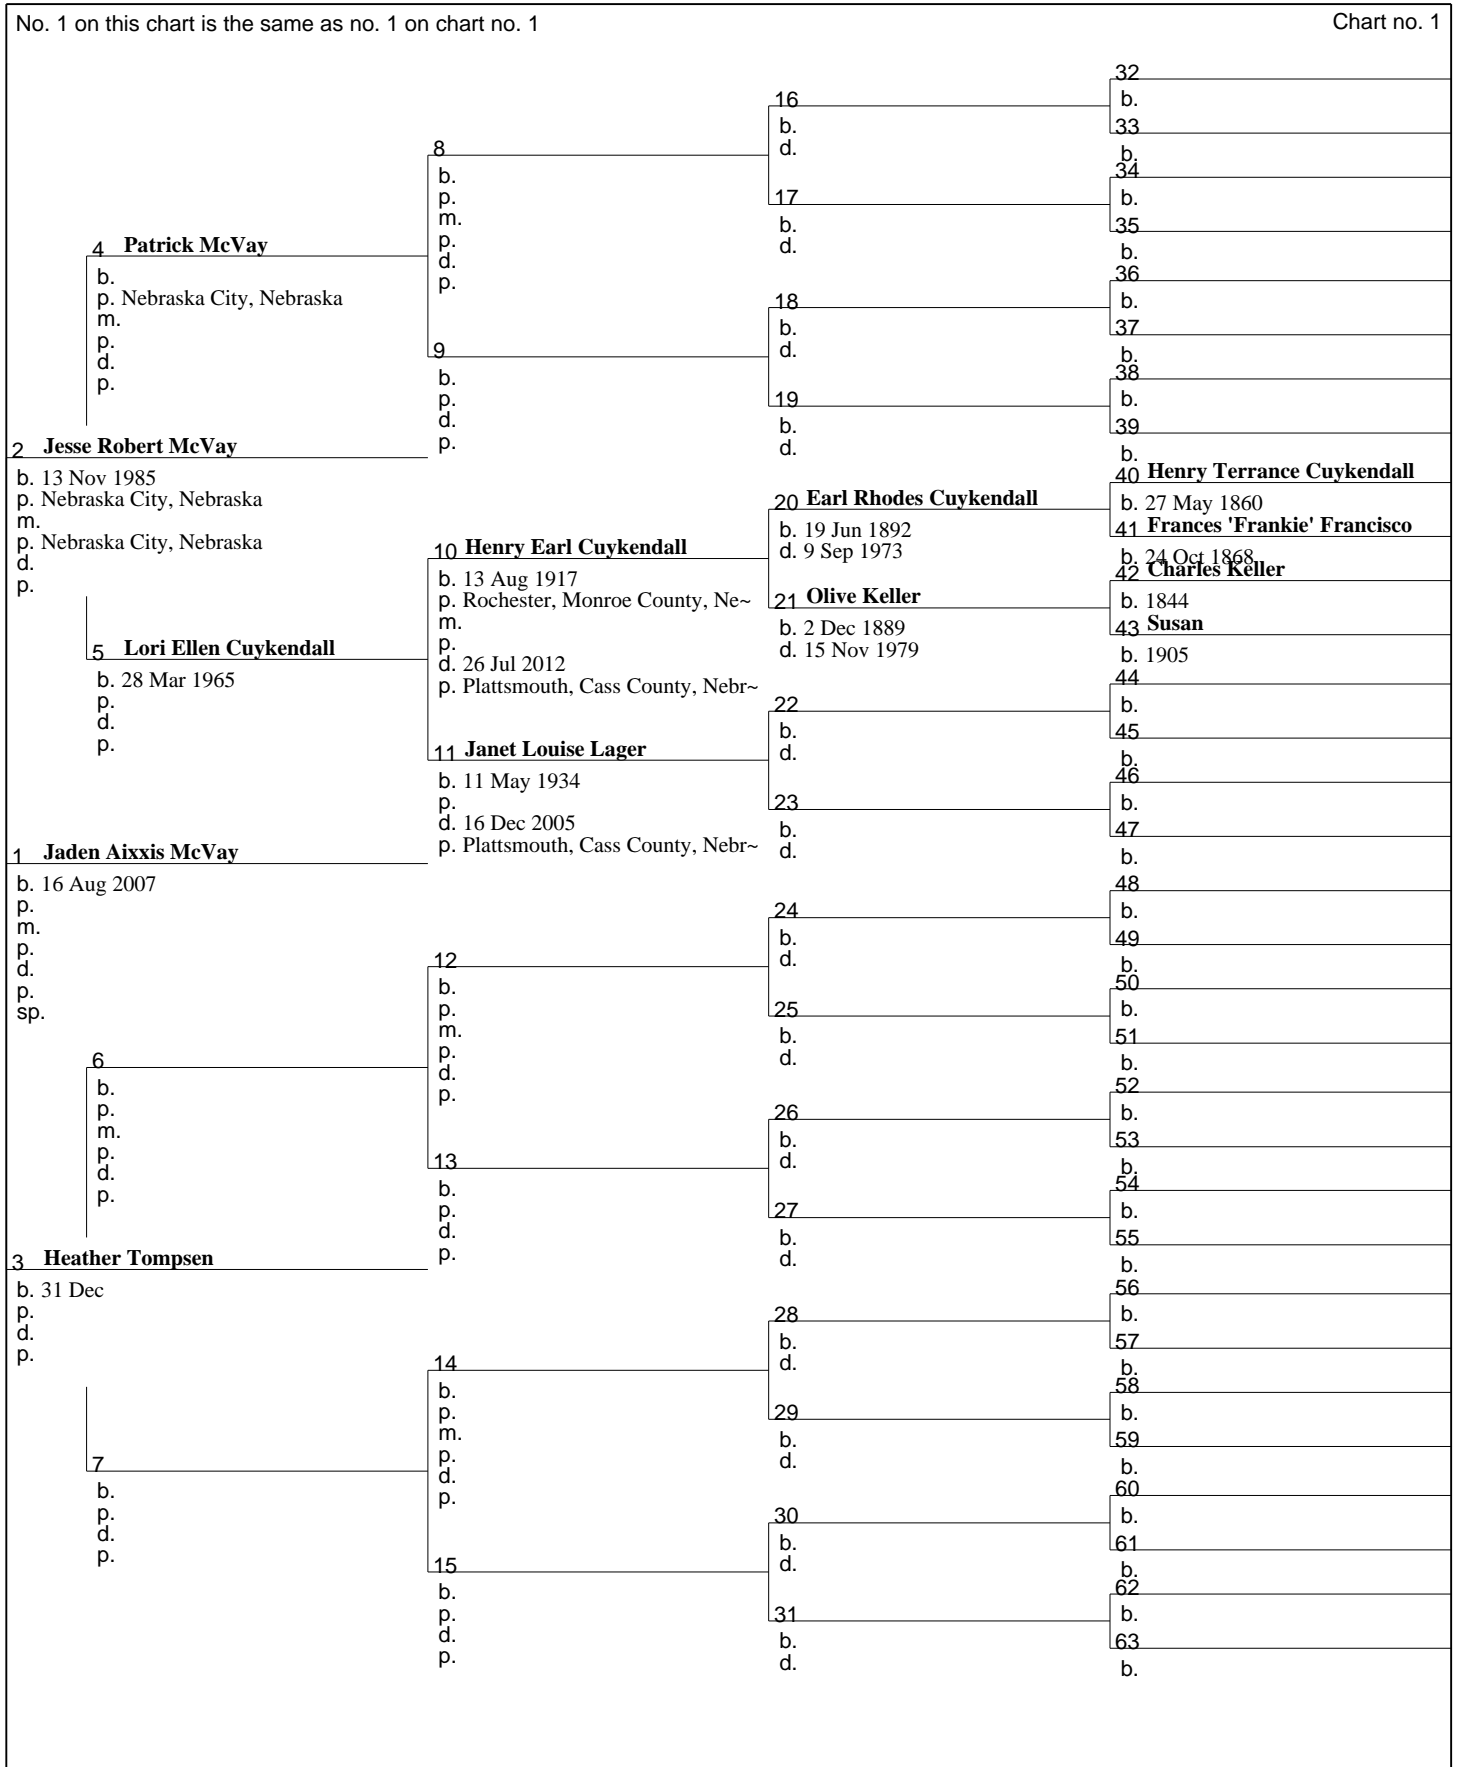 No. 1 on this chart is the same as no. 1 on chart no. 1
Chart no. 1
2 Jesse Robert McVay
b. 13 Nov 1985
p. Nebraska City, Nebraska
m.
p. Nebraska City, Nebraska
d.
p.
1 Jaden Aixxis McVay
b. 16 Aug 2007
p.
m.
p.
d.
p.
sp.
3 Heather Tompsen
b. 31 Dec
p.
d.
p.
4 Patrick McVay
b.
p. Nebraska City, Nebraska
m.
p.
d.
p.
5 Lori Ellen Cuykendall
b. 28 Mar 1965
p.
d.
p.
6
b.
p.
m.
p.
d.
p.
7
b.
p.
d.
p.
8
b.
p.
m.
p.
d.
p.
9
b.
p.
d.
p.
10 Henry Earl Cuykendall
b. 13 Aug 1917
p. Rochester, Monroe County, Ne~
m.
p.
d. 26 Jul 2012
p. Plattsmouth, Cass County, Nebr~
11 Janet Louise Lager
b. 11 May 1934
p.
d. 16 Dec 2005
p. Plattsmouth, Cass County, Nebr~
12
b.
p.
m.
p.
d.
p.
13
b.
p.
d.
p.
14
b.
p.
m.
p.
d.
p.
15
b.
p.
d.
p.
16
b.
d.
17
b.
d.
18
b.
d.
19
b.
d.
20 Earl Rhodes Cuykendall
b. 19 Jun 1892
d. 9 Sep 1973
21 Olive Keller
b. 2 Dec 1889
d. 15 Nov 1979
22
b.
d.
23
b.
d.
24
b.
d.
25
b.
d.
26
b.
d.
27
b.
d.
28
b.
d.
29
b.
d.
30
b.
d.
31
b.
d.
32
b.
33
b.
34
b.
35
b.
36
b.
37
b.
38
b.
39
b.
40 Henry Terrance Cuykendall
b. 27 May 1860
41 Frances 'Frankie' Francisco
b. 24 Oct 1868
42 Charles Keller
b. 1844
43 Susan
b. 1905
44
b.
45
b.
46
b.
47
b.
48
b.
49
b.
50
b.
51
b.
52
b.
53
b.
54
b.
55
b.
56
b.
57
b.
58
b.
59
b.
60
b.
61
b.
62
b.
63
b.